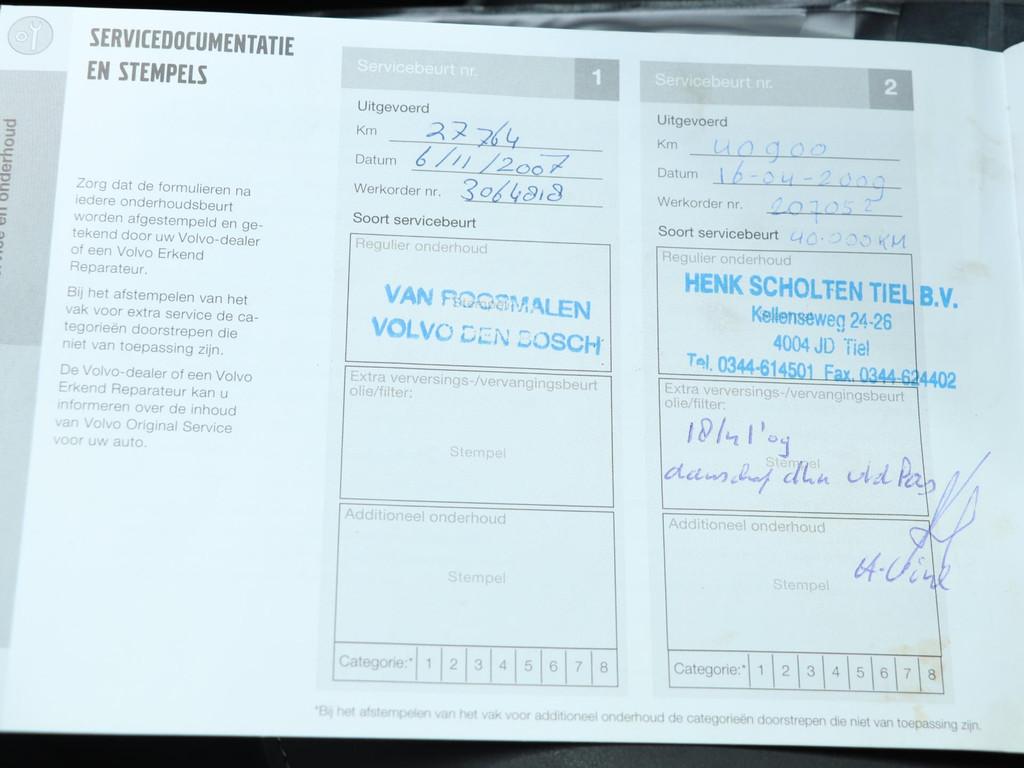 SERVICEDOCUMENTATIE
EN STEMPELS
Zorg dat de formulieren na
iedere onderhoudsbeurt
worden afgestempeld en ge-
tekend door uw Volvo-dealer
of een Volvo Erkend
Reparateur.
Bij het afstempelen van het
vak voor extra service de ca-
tegorieën doorstrepen die
niet van toepassing zijn.
De Volvo-dealer of een Volvo
Erkend Reparateur kan u
informeren over de inhoud
van Volvo Original Service
voor uw auto.
en onderhoud
Servicebeurt nr. 1
Uitgevoerd
Km 27764
Datum 6/11/2007
Werkorder nr. 3064818
Soort servicebeurt
Regulier onderhoud
VAN ROOSMALEN
VOLVO DEN BOSCH
Extra verversings-/vervangingsbeurt
olie/filter:
Stempel
Additioneel onderhoud
Stempel
Categorie:* 1 2 3 4 5 6 7 8
Servicebeurt nr. 2
Uitgevoerd
Km 40900
Datum 16-04-2009
Werkorder nr. 207052
Soort servicebeurt 40.000KM
Regulier onderhoud
HENK SCHOLTEN TIEL B.V.
Kellenseweg 24-26
4004 JD Tiel
Tel. 0344-614501 Fax. 0344-624402
Extra verversings-/vervangingsbeurt
olie/filter:
Stempel
Additioneel onderhoud
Stempel
Categorie:* 1 2 3 4 5 6 7 8
*Bij het afstempelen van het vak voor additioneel onderhoud de categorieën doorstrepen die niet van toepassing zijn.